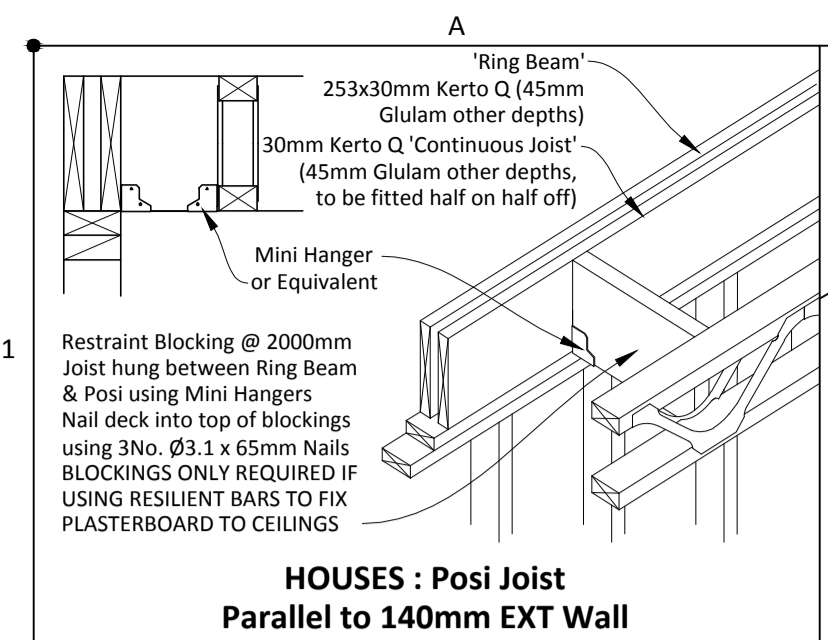 A
'Ring Beam'
253x30mm Kerto Q (45mm
Glulam other depths)
30mm Kerto Q 'Continuous Joist'
(45mm Glulam other depths,
to be fitted half on half off)
Mini Hanger
or Equivalent
1
Restraint Blocking @ 2000mm
Joist hung between Ring Beam
& Posi using Mini Hangers
Nail deck into top of blockings
using 3No. Ø3.1 x 65mm Nails
BLOCKINGS ONLY REQUIRED IF
USING RESILIENT BARS TO FIX
PLASTERBOARD TO CEILINGS
HOUSES : Posi Joist
Parallel to 140mm EXT Wall